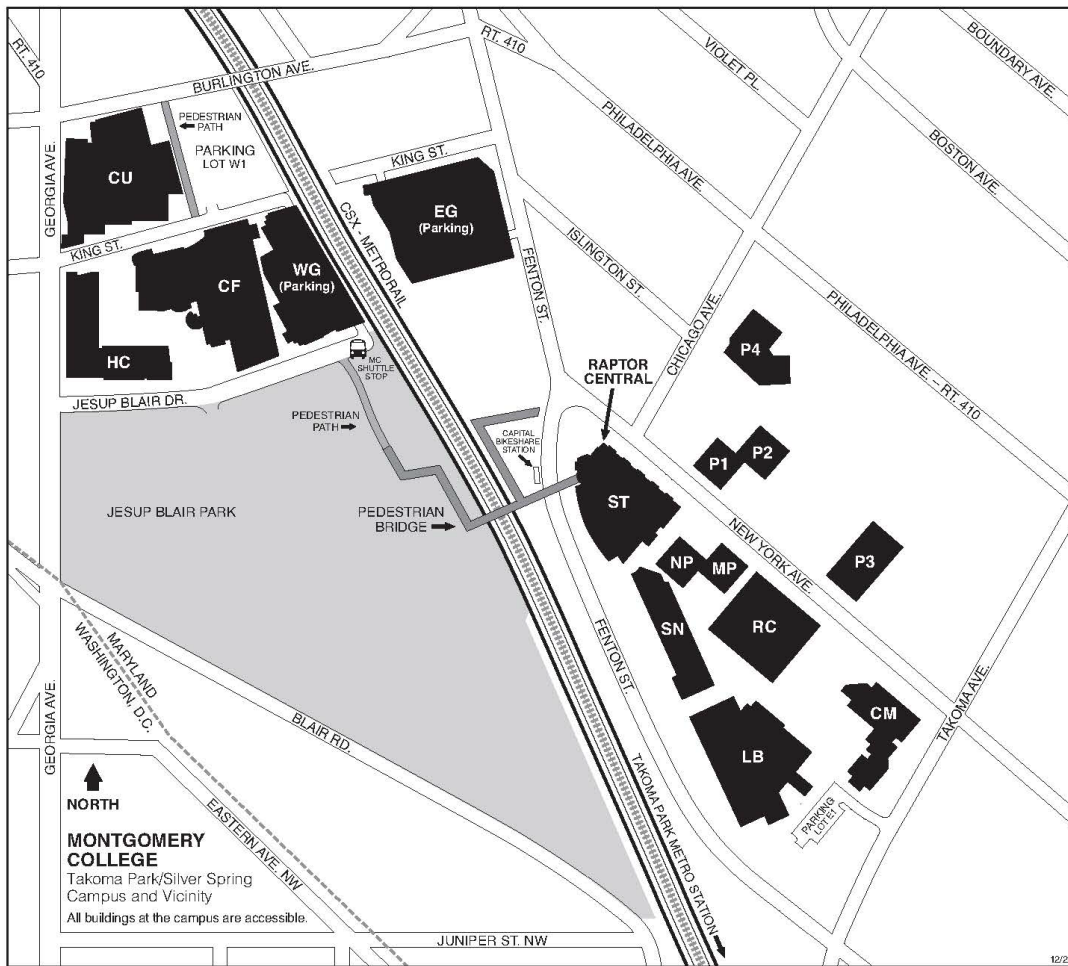 RT. 410
BURLINGTON AVE.
RT. 410
VIOLET PL.
BOUNDARY AVE.
PEDESTRIAN
PATH
PARKING
LOT W1
GEORGIA AVE.
CU
KING ST.
PHILADELPHIA AVE.
BOSTON AVE.
KING ST.
EG
(Parking)
CSX - METRORAIL
WG
(Parking)
CF
HC
FENTON ST.
ISLINGTON ST.
CHICAGO AVE.
PHILADELPHIA AVE. – RT. 410
P4
MC
SHUTTLE
STOP
RAPTOR
CENTRAL
JESUP BLAIR DR.
PEDESTRIAN
PATH
CAPITAL
BIKESHARE
STATION
P1
P2
ST
JESUP BLAIR PARK
PEDESTRIAN
BRIDGE
NEW YORK AVE.
P3
NP
MP
SN
RC
FENTON ST.
MARYLAND
WASHINGTON, D.C.
GEORGIA AVE.
BLAIR RD.
CM
TAKOMA AVE.
LB
PARKING
LOT E1
TAKOMA PARK METRO STATION
NORTH
EASTERN AVE. NW
MONTGOMERY
COLLEGE
Takoma Park/Silver Spring
Campus and Vicinity
All buildings at the campus are accessible.
JUNIPER ST. NW